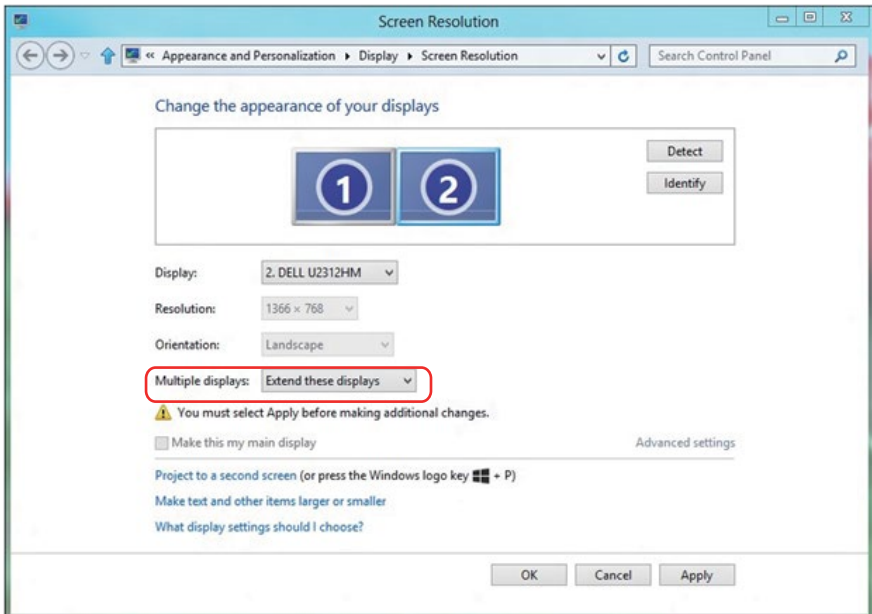 Screen Resolution
« Appearance and Personalization ▸ Display ▸ Screen Resolution
Search Control Panel
Change the appearance of your displays
1 2
Detect
Identify
Display: 2. DELL U2312HM
Resolution: 1366 × 768
Orientation: Landscape
Multiple displays: Extend these displays
You must select Apply before making additional changes.
Make this my main display
Advanced settings
Project to a second screen (or press the Windows logo key + P)
Make text and other items larger or smaller
What display settings should I choose?
OK Cancel Apply